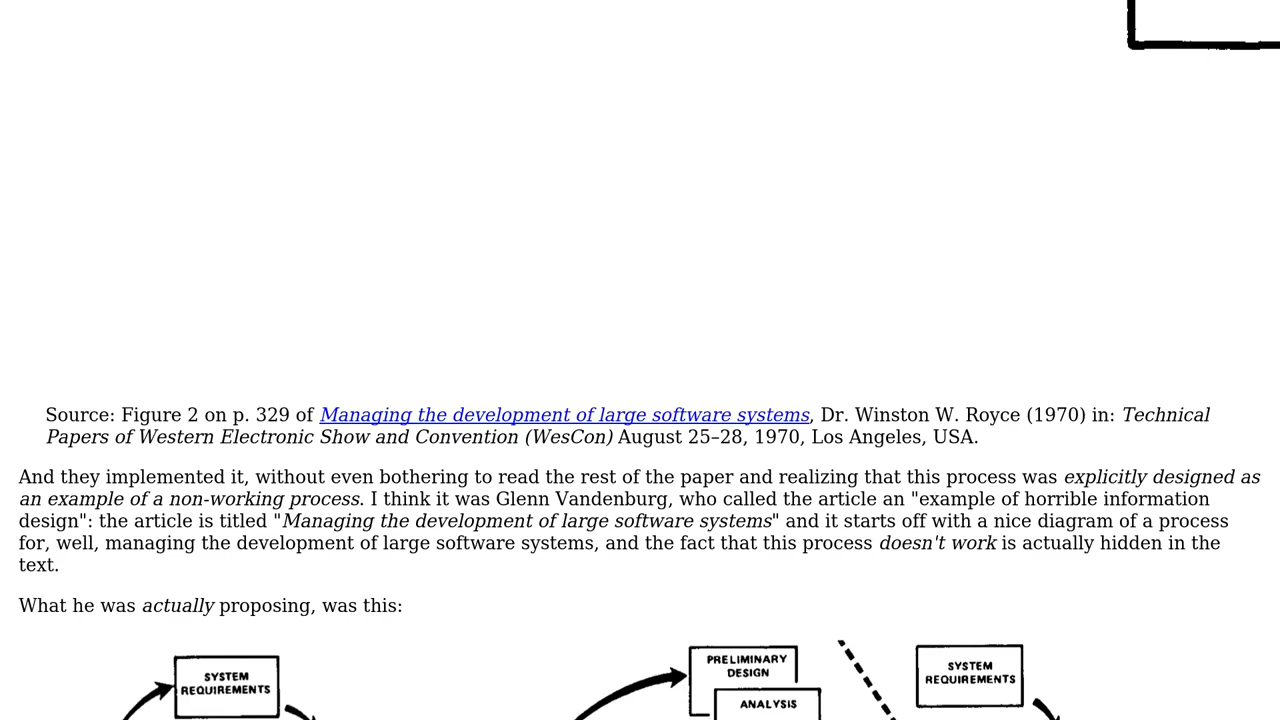 Source: Figure 2 on p. 329 of Managing the development of large software systems, Dr. Winston W. Royce (1970) in: Technical
Papers of Western Electronic Show and Convention (WesCon) August 25–28, 1970, Los Angeles, USA.
And they implemented it, without even bothering to read the rest of the paper and realizing that this process was explicitly designed as
an example of a non-working process. I think it was Glenn Vandenburg, who called the article an "example of horrible information
design": the article is titled "Managing the development of large software systems" and it starts off with a nice diagram of a process
for, well, managing the development of large software systems, and the fact that this process doesn't work is actually hidden in the
text.
What he was actually proposing, was this:
SYSTEM
REQUIREMENTS
PRELIMINARY
DESIGN
ANALYSIS
SYSTEM
REQUIREMENTS